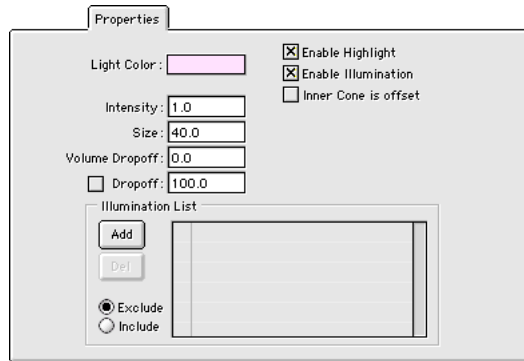 Properties
Light Color:
Enable Highlight
Enable Illumination
Inner Cone is offset
Intensity: 1.0
Size: 40.0
Volume Dropoff: 0.0
Dropoff: 100.0
Illumination List
Add
Del
Exclude
Include